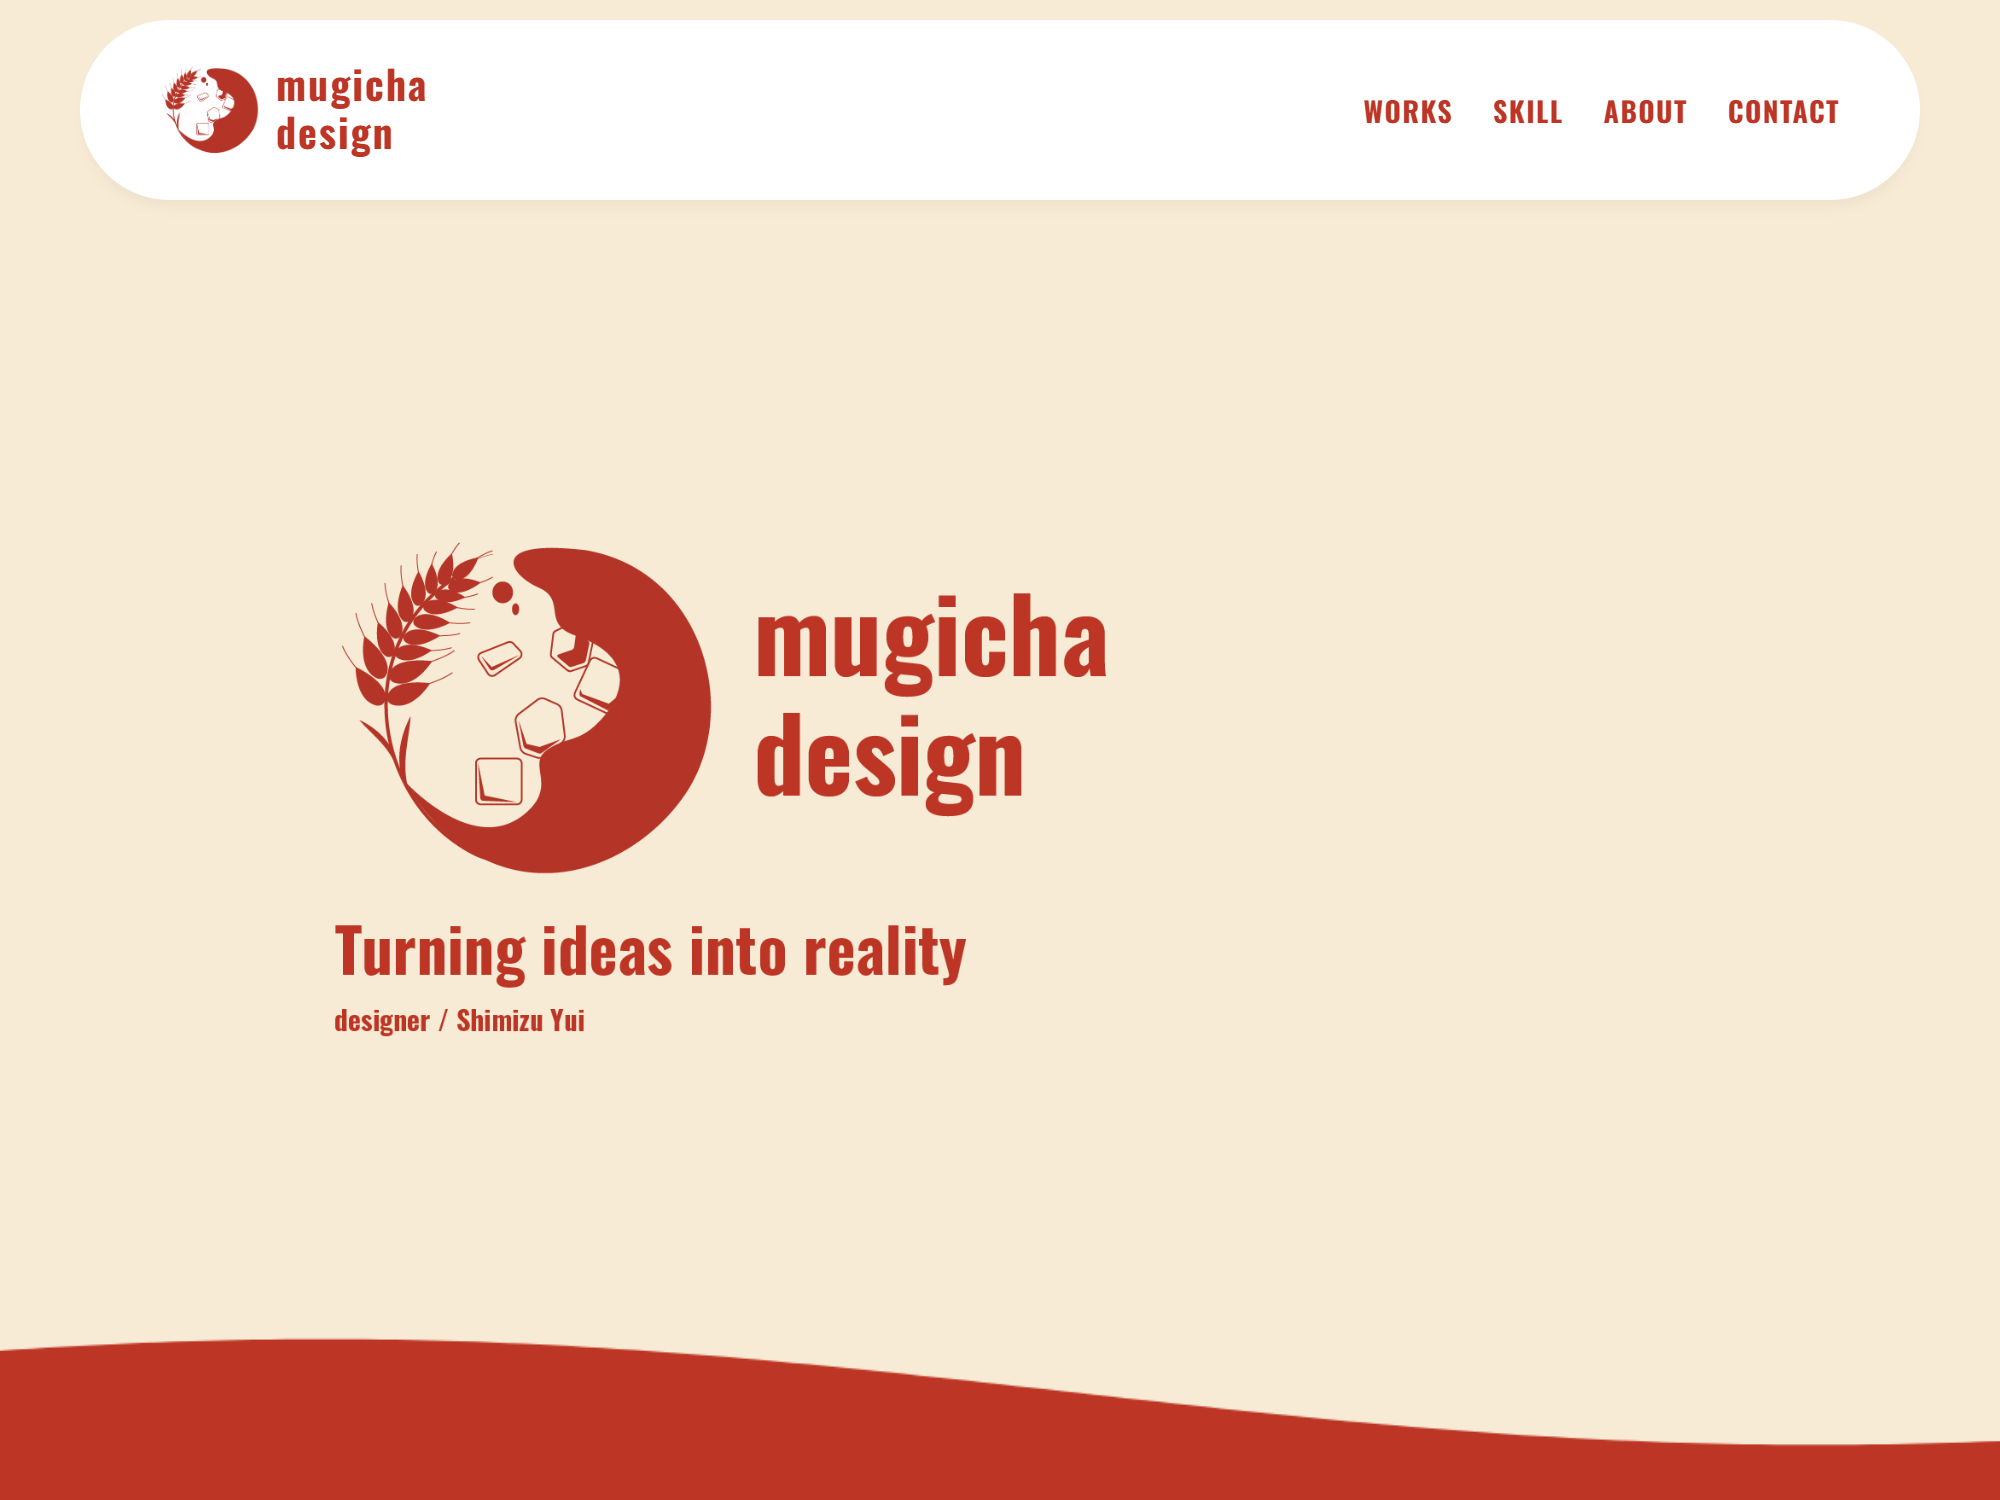 mugicha
design
WORKS SKILL ABOUT CONTACT
mugicha
design
Turning ideas into reality
designer / Shimizu Yui